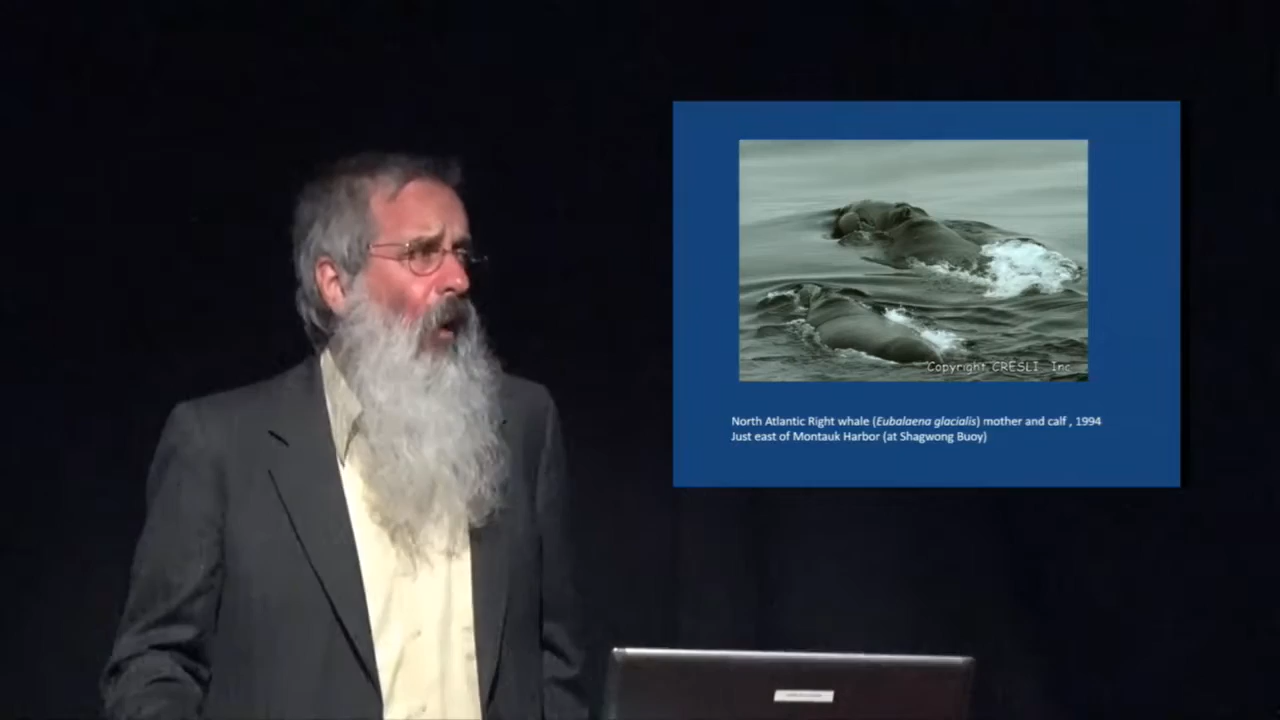 Copyright CRESLI Inc
North Atlantic Right whale (Eubalaena glacialis) mother and calf , 1994
Just east of Montauk Harbor (at Shagwong Buoy)